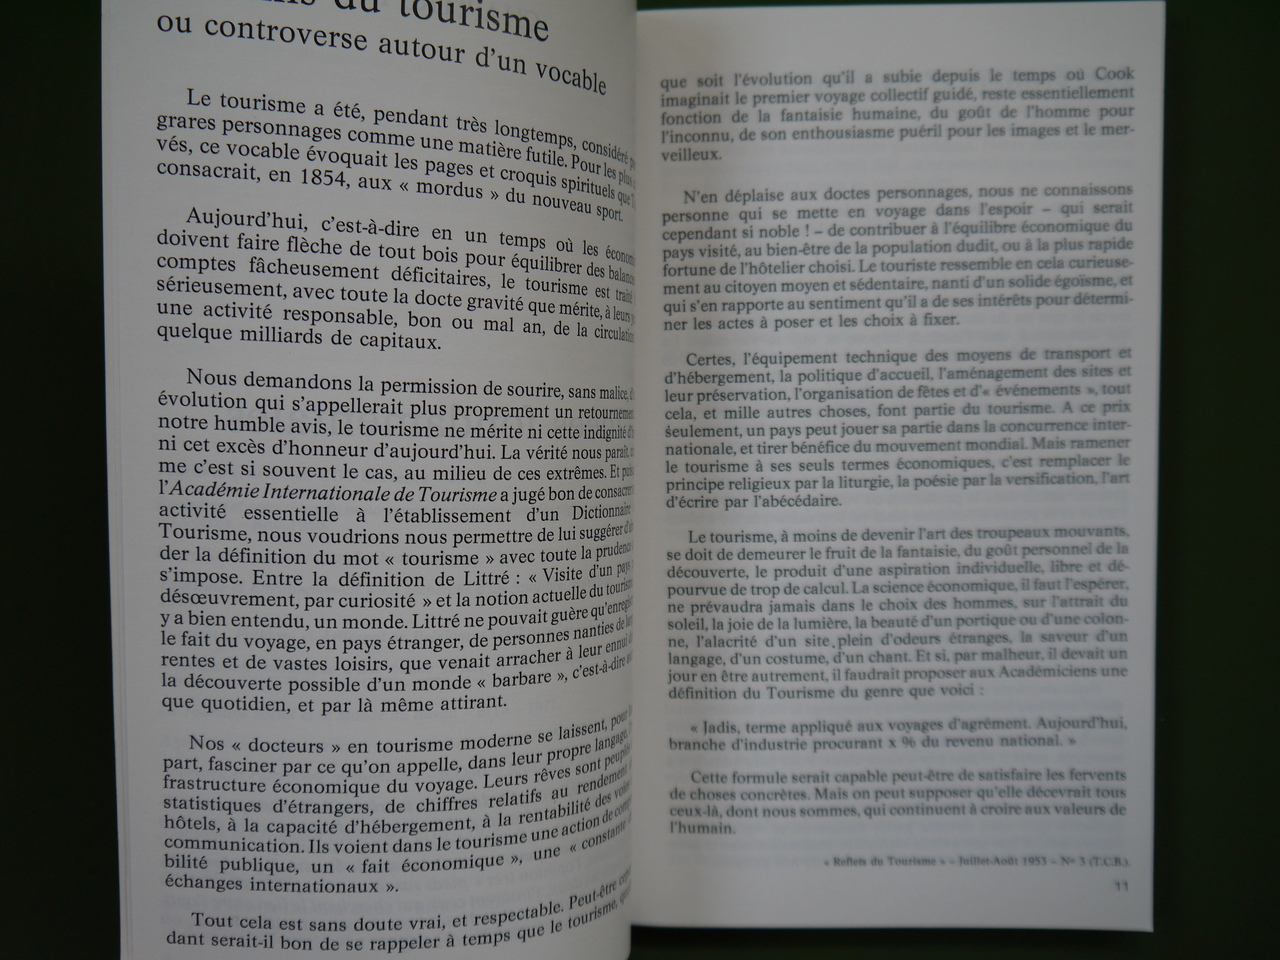 du tourisme
ou controverse autour d'un vocable
Le tourisme a été, pendant très longtemps, considéré
grares personnages comme une matière futile. Pour les plus
vés, ce vocable évoquait les pages et croquis spirituels que
consacrait, en 1854, aux « mordus » du nouveau sport.
Aujourd'hui, c'est-à-dire en un temps où les
doivent faire flèche de tout bois pour équilibrer des
comptes fâcheusement déficitaires, le tourisme est
sérieusement, avec toute la docte gravité que mérite, à leurs
une activité responsable, bon ou mal an, de la
quelque milliards de capitaux.
Nous demandons la permission de sourire, sans malice,
évolution qui s'appellerait plus proprement un
notre humble avis, le tourisme ne mérite ni cette indignité
ni cet excès d'honneur d'aujourd'hui. La vérité nous paraît,
me c'est si souvent le cas, au milieu de ces extrêmes. Et
l'Académie Internationale de Tourisme a jugé bon de
activité essentielle à l'établissement d'un Dictionnaire
Tourisme, nous voudrions nous permettre de lui suggérer
der la définition du mot « tourisme » avec toute la
s'impose. Entre la définition de Littré : « Visite d'un
désœuvrement, par curiosité » et la notion actuelle du
y a bien entendu, un monde. Littré ne pouvait guère
le fait du voyage, en pays étranger, de personnes nanties de
rentes et de vastes loisirs, que venait arracher à leur ennui
la découverte possible d'un monde « barbare », c'est-à-dire
que quotidien, et par là même attirant.
Nos « docteurs » en tourisme moderne se laissent,
part, fasciner par ce qu'on appelle, dans leur propre langage,
frastructure économique du voyage. Leurs rêves sont
statistiques d'étrangers, de chiffres relatifs au rendement
hôtels, à la capacité d'hébergement, à la rentabilité des
communication. Ils voient dans le tourisme une action de
bilité publique, un « fait économique », une « constante
échanges internationaux ».
Tout cela est sans doute vrai, et respectable. Peut-être
dant serait-il bon de se rappeler à temps que le tourisme,
que soit l'évolution qu'il a subie depuis le temps où Cook
imaginait le premier voyage collectif guidé, reste essentiellement
fonction de la fantaisie humaine, du goût de l'homme pour
l'inconnu, de son enthousiasme puéril pour les images et le mer-
veilleux.
N'en déplaise aux doctes personnages, nous ne connaissons
personne qui se mette en voyage dans l'espoir – qui serait
cependant si noble ! – de contribuer à l'équilibre économique du
pays visité, au bien-être de la population dudit, ou à la plus rapide
fortune de l'hôtelier choisi. Le touriste ressemble en cela curieuse-
ment au citoyen moyen et sédentaire, nanti d'un solide égoïsme, et
qui s'en rapporte au sentiment qu'il a de ses intérêts pour détermi-
ner les actes à poser et les choix à fixer.
Certes, l'équipement technique des moyens de transport et
d'hébergement, la politique d'accueil, l'aménagement des sites et
leur préservation, l'organisation de fêtes et d'« événements », tout
cela, et mille autres choses, font partie du tourisme. A ce prix
seulement, un pays peut jouer sa partie dans la concurrence inter-
nationale, et tirer bénéfice du mouvement mondial. Mais ramener
le tourisme à ses seuls termes économiques, c'est remplacer le
principe religieux par la liturgie, la poésie par la versification, l'art
d'écrire par l'abécédaire.
Le tourisme, à moins de devenir l'art des troupeaux mouvants,
se doit de demeurer le fruit de la fantaisie, du goût personnel de la
découverte, le produit d'une aspiration individuelle, libre et dé-
pourvue de trop de calcul. La science économique, il faut l'espérer,
ne prévaudra jamais dans le choix des hommes, sur l'attrait du
soleil, la joie de la lumière, la beauté d'un portique ou d'une colon-
ne, l'alacrité d'un site plein d'odeurs étranges, la saveur d'un
langage, d'un costume, d'un chant. Et si, par malheur, il devait un
jour en être autrement, il faudrait proposer aux Académiciens une
définition du Tourisme du genre que voici :
« Jadis, terme appliqué aux voyages d'agrément. Aujourd'hui,
branche d'industrie procurant x % du revenu national. »
Cette formule serait capable peut-être de satisfaire les fervents
de choses concrètes. Mais on peut supposer qu'elle décevrait tous
ceux-là, dont nous sommes, qui continuent à croire aux valeurs de
l'humain.
« Reflets du Tourisme » – Juillet-Août 1953 – N° 3 (T.C.B.)
11